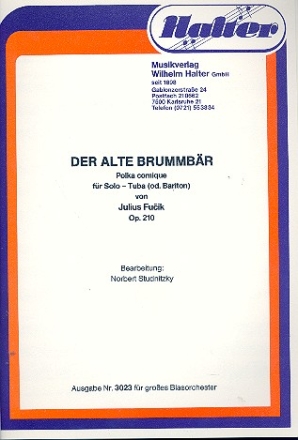 Halter
Musikverlag
Wilhelm Halter GmbH
seit 1898
Gablonzerstraße 24
Postfach 210662
7500 Karlsruhe 21
Telefon (0721) 553834
DER ALTE BRUMMBÄR
Polka comique
für Solo – Tuba (od. Bariton)
von
Julius Fučík
Op. 210
Bearbeitung:
Norbert Studnitzky
Ausgabe Nr. 3023 für großes Blasorchester